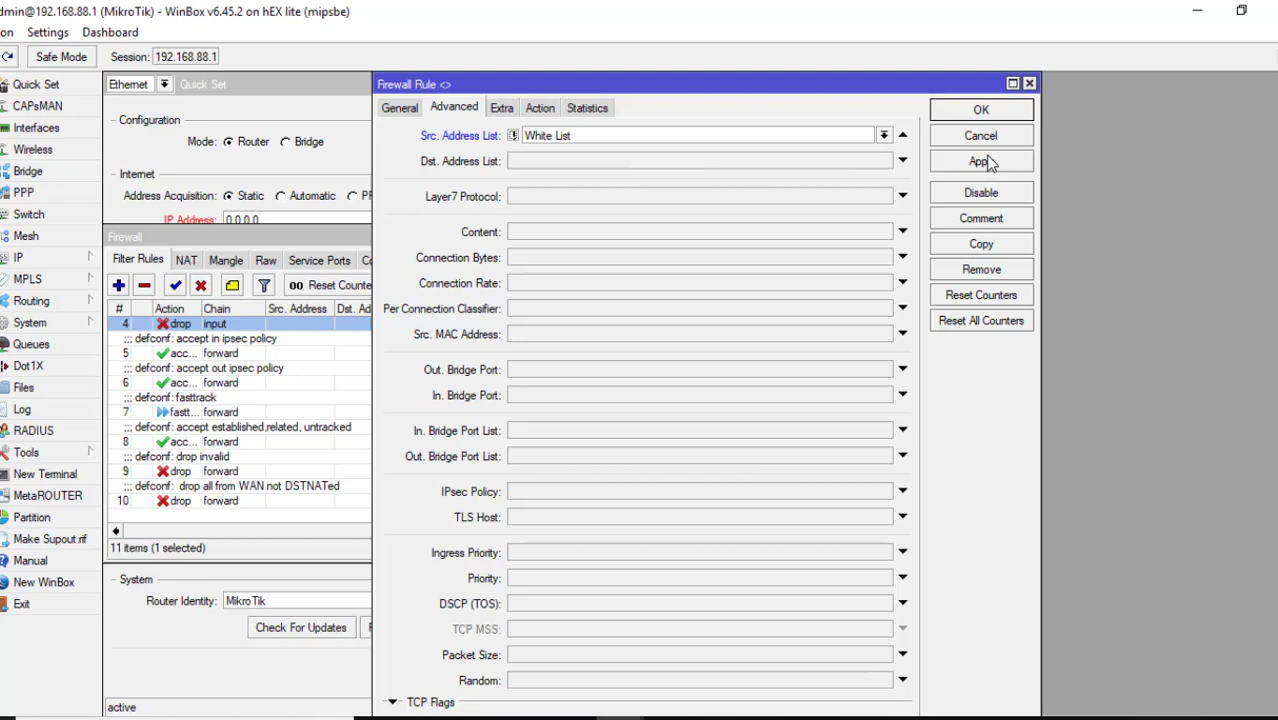 dmin@192.168.88.1 (MikroTik) - WinBox v6.45.2 on hEX lite (mipsbe)
on Settings Dashboard
Safe Mode Session: 192.168.88.1
Quick Set
CAPsMAN
Interfaces
Wireless
Bridge
PPP
Switch
Mesh
IP
MPLS
Routing
System
Queues
Dot1X
Files
Log
RADIUS
Tools
New Terminal
MetaROUTER
Partition
Make Supout.rif
Manual
New WinBox
Exit
Ethernet Quick Set
Configuration
Mode: Router Bridge
Internet
Address Acquisition: Static Automatic
IP Address: 0.0.0.0
Firewall
Filter Rules NAT Mangle Raw Service Ports
+ - 00 Reset Counte
# Action Chain Src. Address Dst. Ad
4 drop input
;;; defconf: accept in ipsec policy
5 acc... forward
;;; defconf: accept out ipsec policy
6 acc... forward
;;; defconf: fasttrack
7 fastt... forward
;;; defconf: accept established,related, untracked
8 acc... forward
;;; defconf: drop invalid
9 drop forward
;;; defconf: drop all from WAN not DSTNATed
10 drop forward
11 items (1 selected)
System
Router Identity: MikroTik
Check For Updates
active
Firewall Rule <>
General Advanced Extra Action Statistics
Src. Address List: ! White List
Dst. Address List:
Layer7 Protocol:
Content:
Connection Bytes:
Connection Rate:
Per Connection Classifier:
Src. MAC Address:
Out. Bridge Port:
In. Bridge Port:
In. Bridge Port List:
Out. Bridge Port List:
IPsec Policy:
TLS Host:
Ingress Priority:
Priority:
DSCP (TOS):
TCP MSS:
Packet Size:
Random:
TCP Flags
OK
Cancel
App
Disable
Comment
Copy
Remove
Reset Counters
Reset All Counters